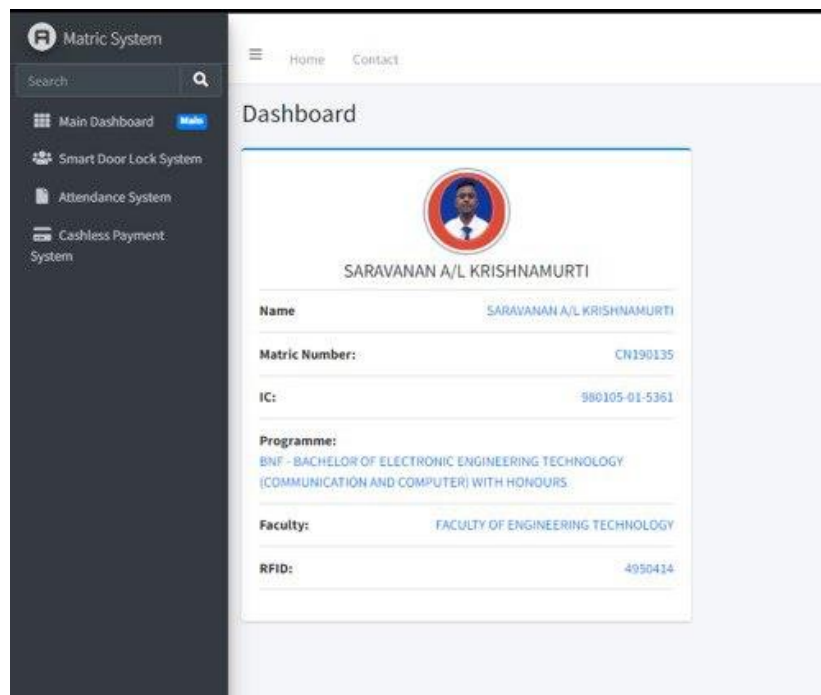 Matric System
Search
Main Dashboard Main
Smart Door Lock System
Attendance System
Cashless Payment
System
Home Contact
Dashboard
SARAVANAN A/L KRISHNAMURTI
Name SARAVANAN A/L KRISHNAMURTI
Matric Number: CN190135
IC: 980105-01-5361
Programme:
BNF - BACHELOR OF ELECTRONIC ENGINEERING TECHNOLOGY
(COMMUNICATION AND COMPUTER) WITH HONOURS
Faculty: FACULTY OF ENGINEERING TECHNOLOGY
RFID: 4950414